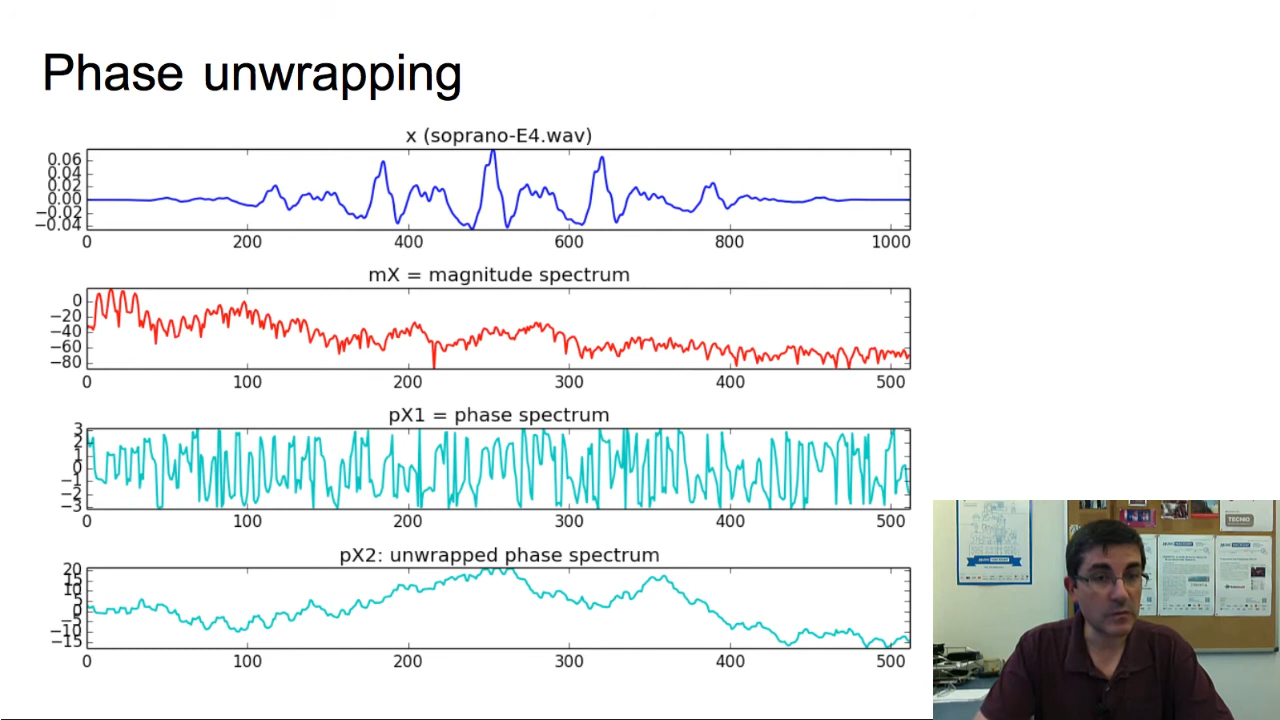 Phase unwrapping
x (soprano-E4.wav)
0.06
0.04
0.02
0.00
−0.02
−0.04
0 200 400 600 800 1000
mX = magnitude spectrum
0
−20
−40
−60
−80
0 100 200 300 400 500
pX1 = phase spectrum
3
2
1
0
−1
−2
−3
0 100 200 300 400 500
pX2: unwrapped phase spectrum
20
15
10
5
0
−5
−10
−15
0 100 200 300 400 500
TECNIO